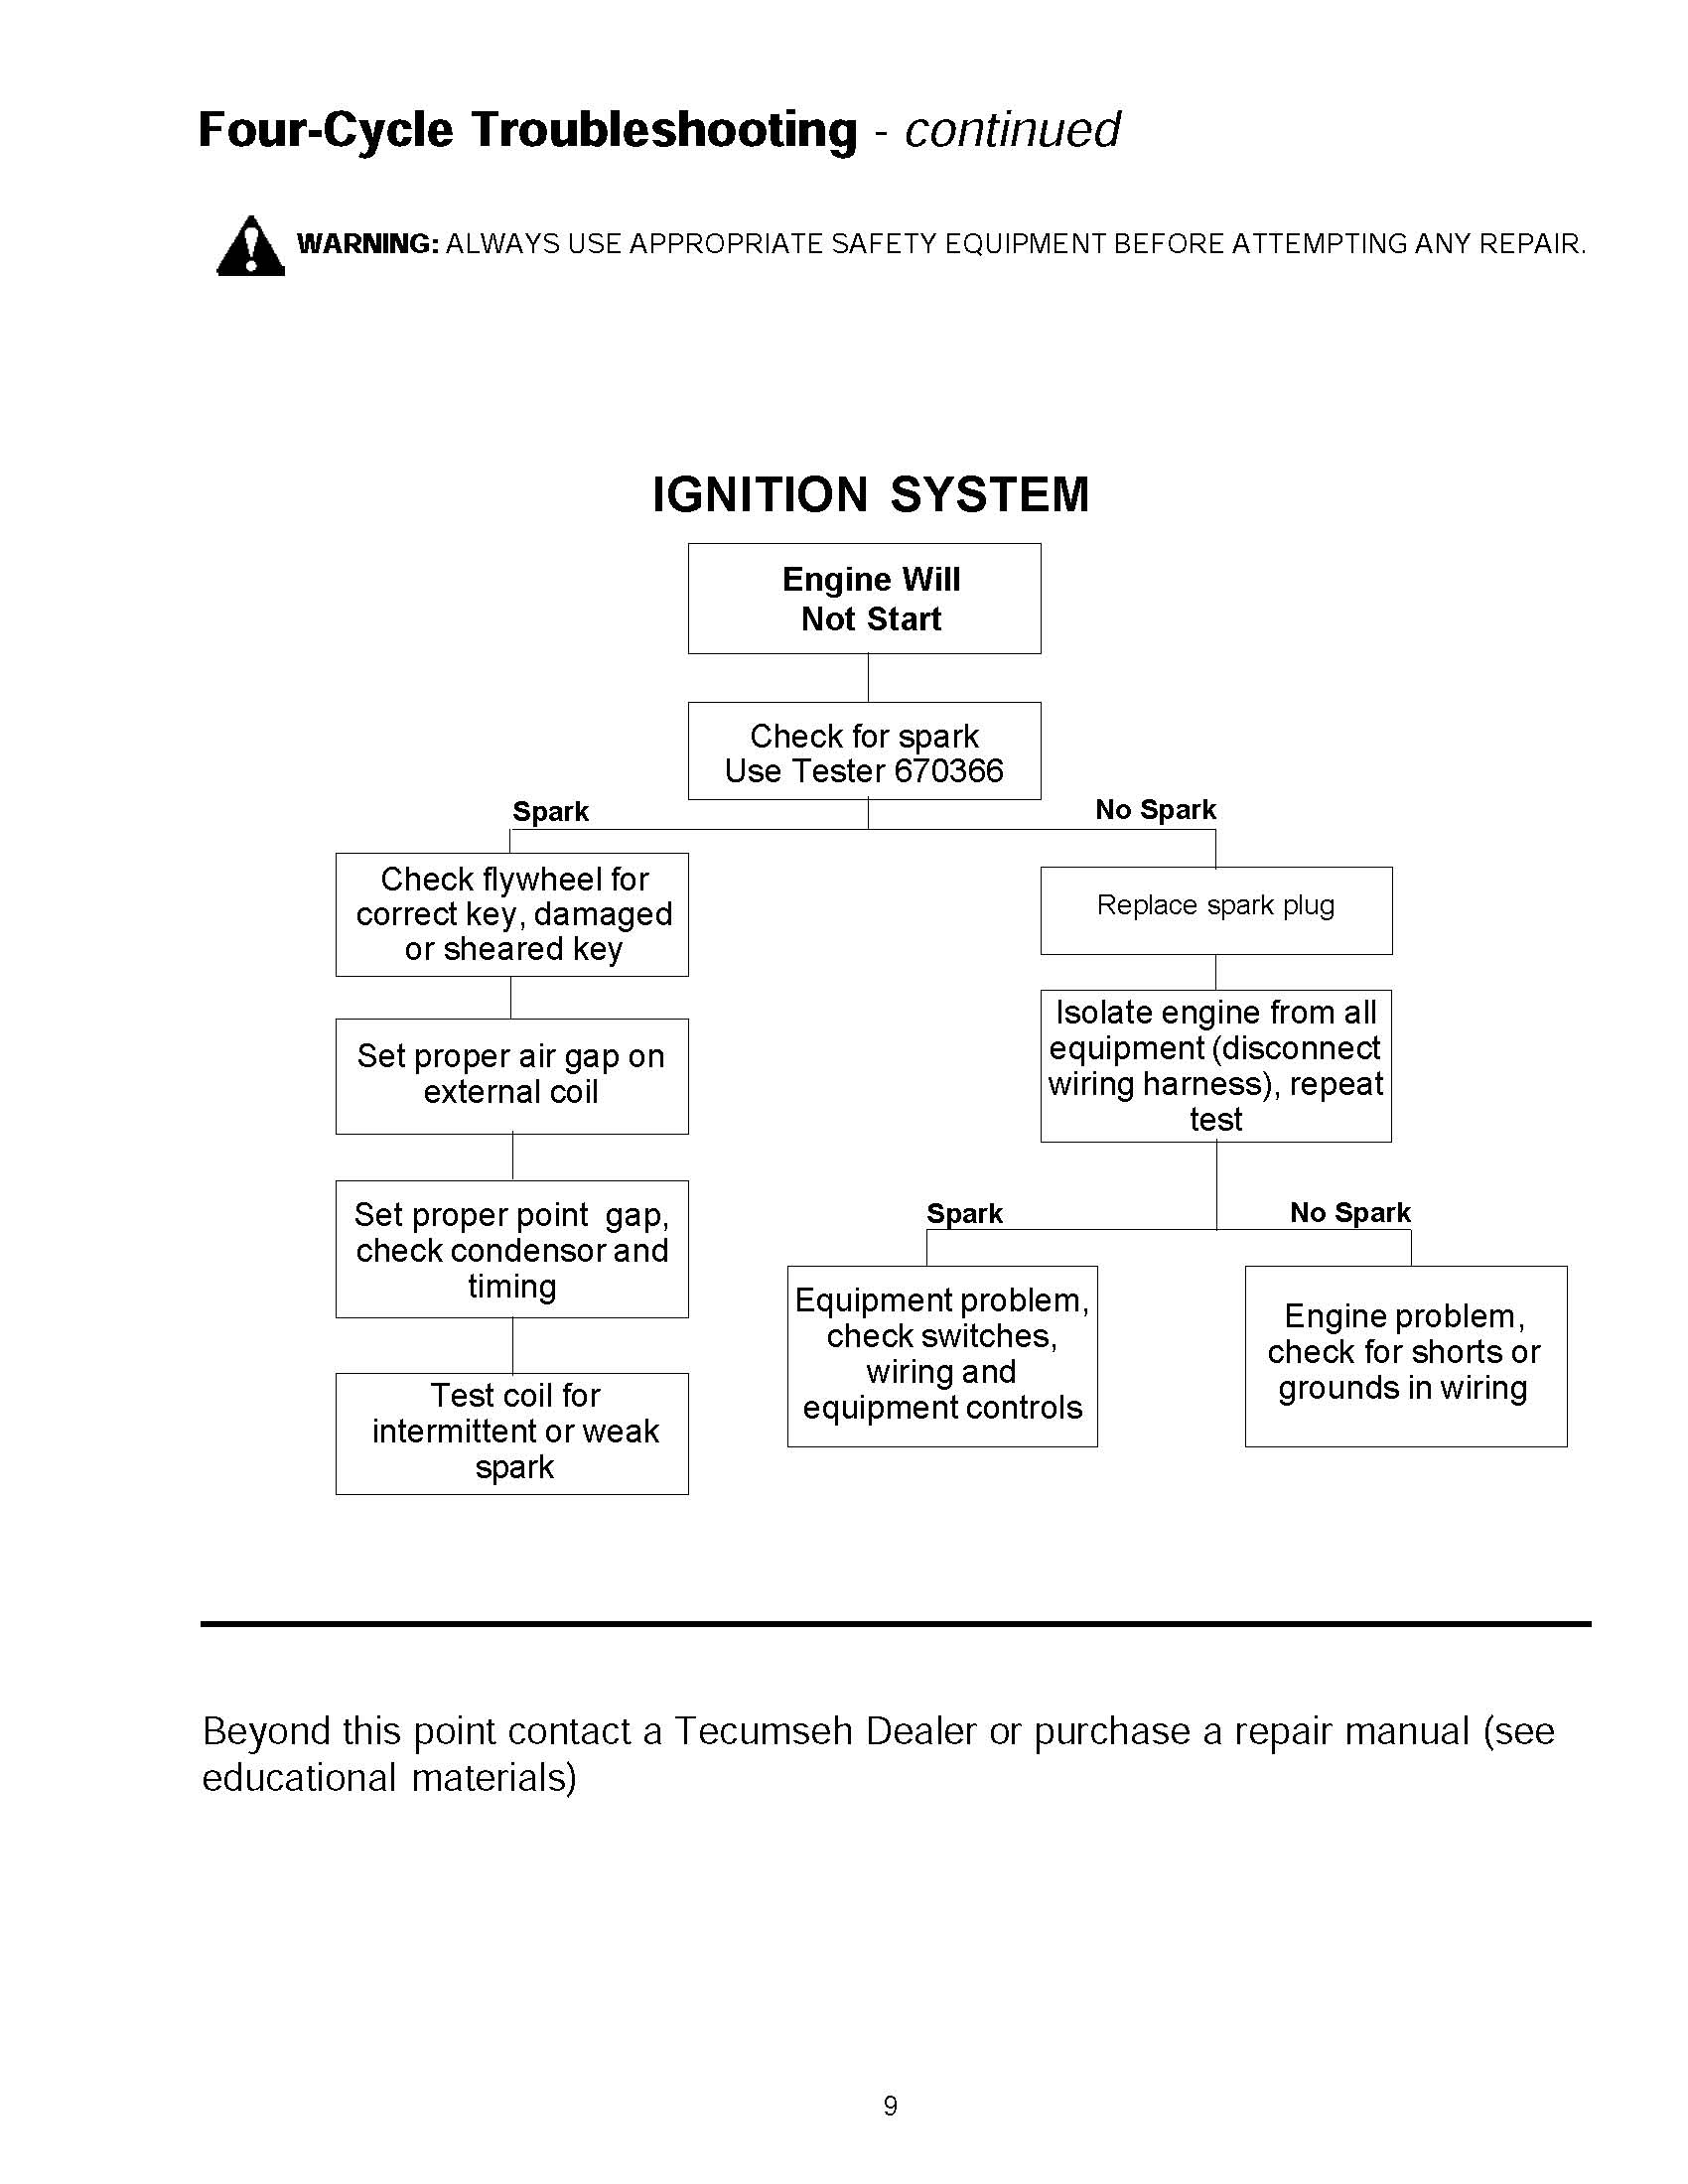 Four-Cycle Troubleshooting - continued
WARNING: ALWAYS USE APPROPRIATE SAFETY EQUIPMENT BEFORE ATTEMPTING ANY REPAIR.
IGNITION SYSTEM
Engine Will
Not Start
Check for spark
Use Tester 670366
Spark
No Spark
Check flywheel for
correct key, damaged
or sheared key
Set proper air gap on
external coil
Set proper point gap,
check condensor and
timing
Test coil for
intermittent or weak
spark
Replace spark plug
Isolate engine from all
equipment (disconnect
wiring harness), repeat
test
Spark
No Spark
Equipment problem,
check switches,
wiring and
equipment controls
Engine problem,
check for shorts or
grounds in wiring
Beyond this point contact a Tecumseh Dealer or purchase a repair manual (see
educational materials)
9